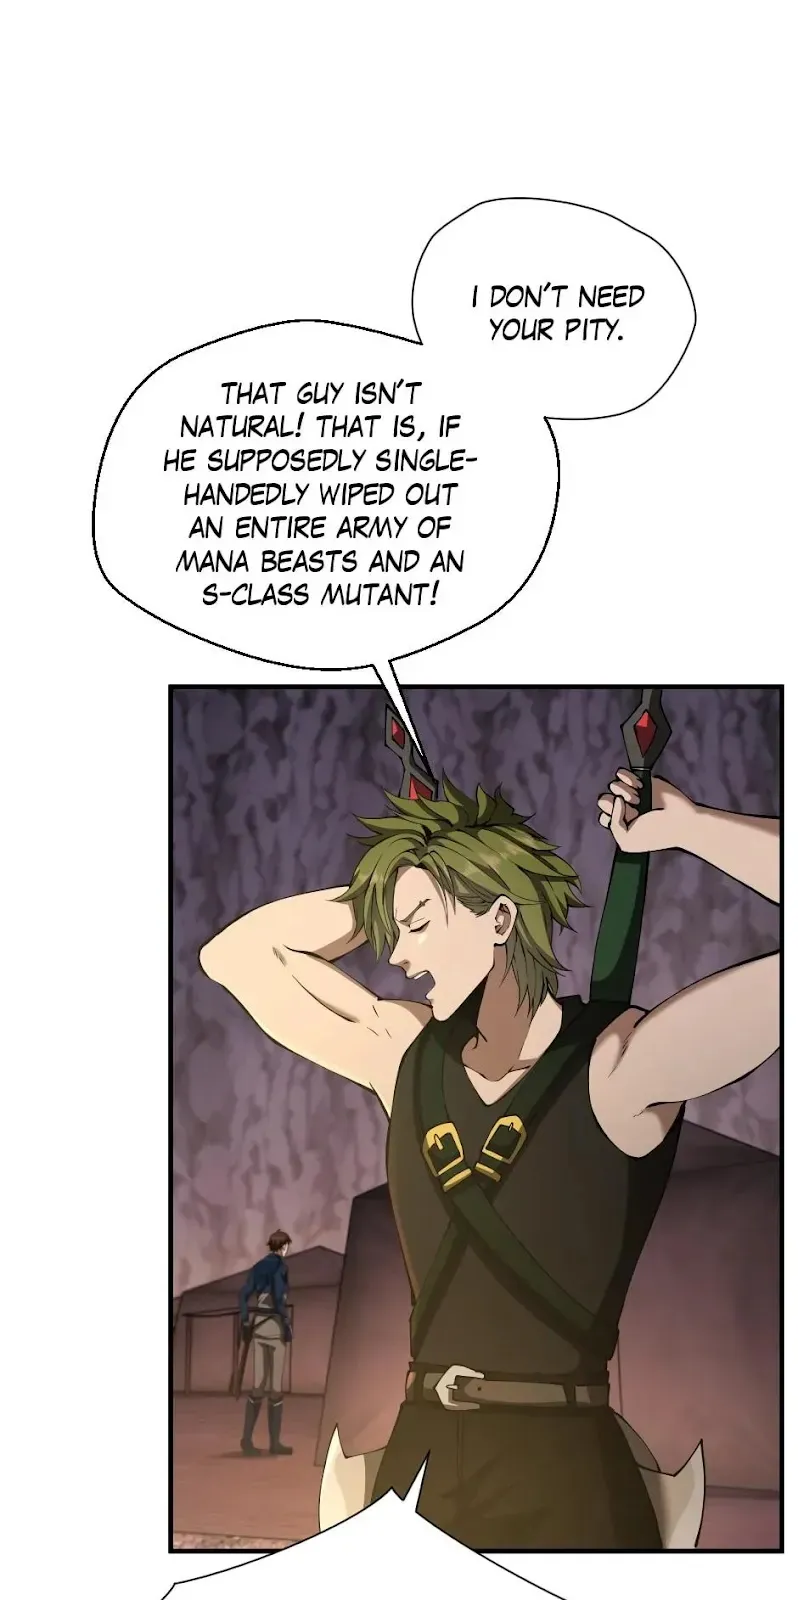 I DON'T NEED
YOUR PITY.
THAT GUY ISN'T
NATURAL! THAT IS, IF
HE SUPPOSEDLY SINGLE-
HANDEDLY WIPED OUT
AN ENTIRE ARMY OF
MANA BEASTS AND AN
S-CLASS MUTANT!